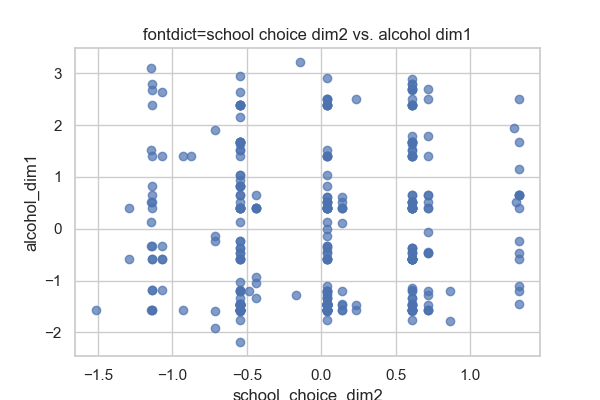 fontdict=school choice dim2 vs. alcohol dim1
3
2
1
0
−1
−2
alcohol_dim1
−1.5 −1.0 −0.5 0.0 0.5 1.0
school_choice_dim2